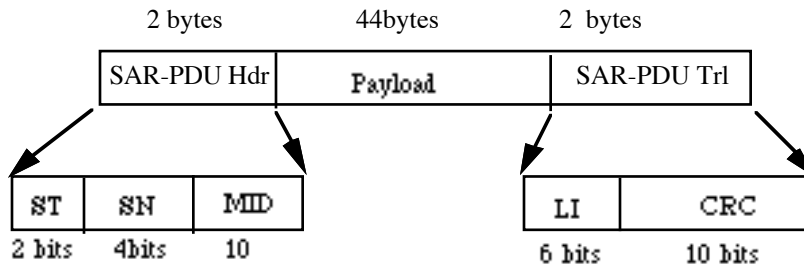 2 bytes 44bytes 2 bytes
SAR-PDU Hdr Payload SAR-PDU Trl
ST SN MID LI CRC
2 bits 4bits 10 6 bits 10 bits